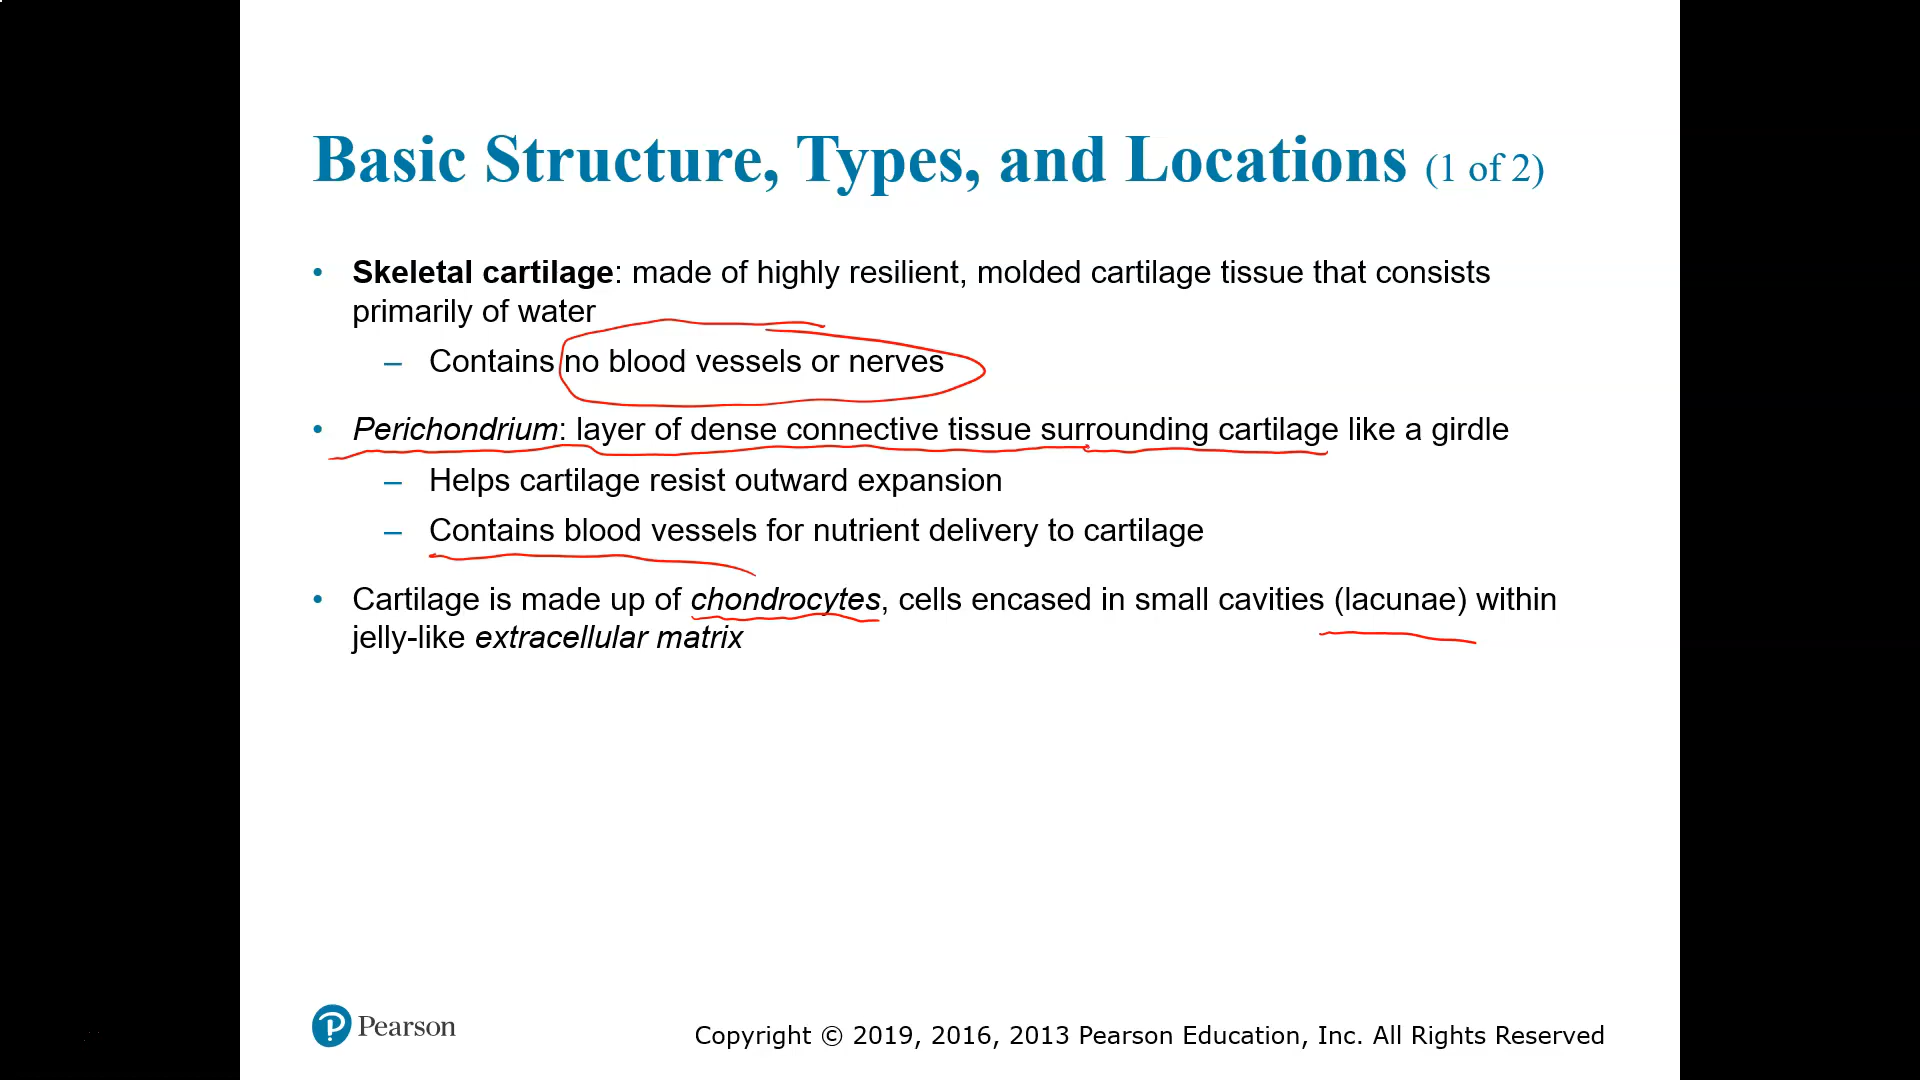 Basic Structure, Types, and Locations (1 of 2)
• Skeletal cartilage: made of highly resilient, molded cartilage tissue that consists
primarily of water
– Contains no blood vessels or nerves
• Perichondrium: layer of dense connective tissue surrounding cartilage like a girdle
– Helps cartilage resist outward expansion
– Contains blood vessels for nutrient delivery to cartilage
• Cartilage is made up of chondrocytes, cells encased in small cavities (lacunae) within
jelly-like extracellular matrix
Pearson
Copyright © 2019, 2016, 2013 Pearson Education, Inc. All Rights Reserved